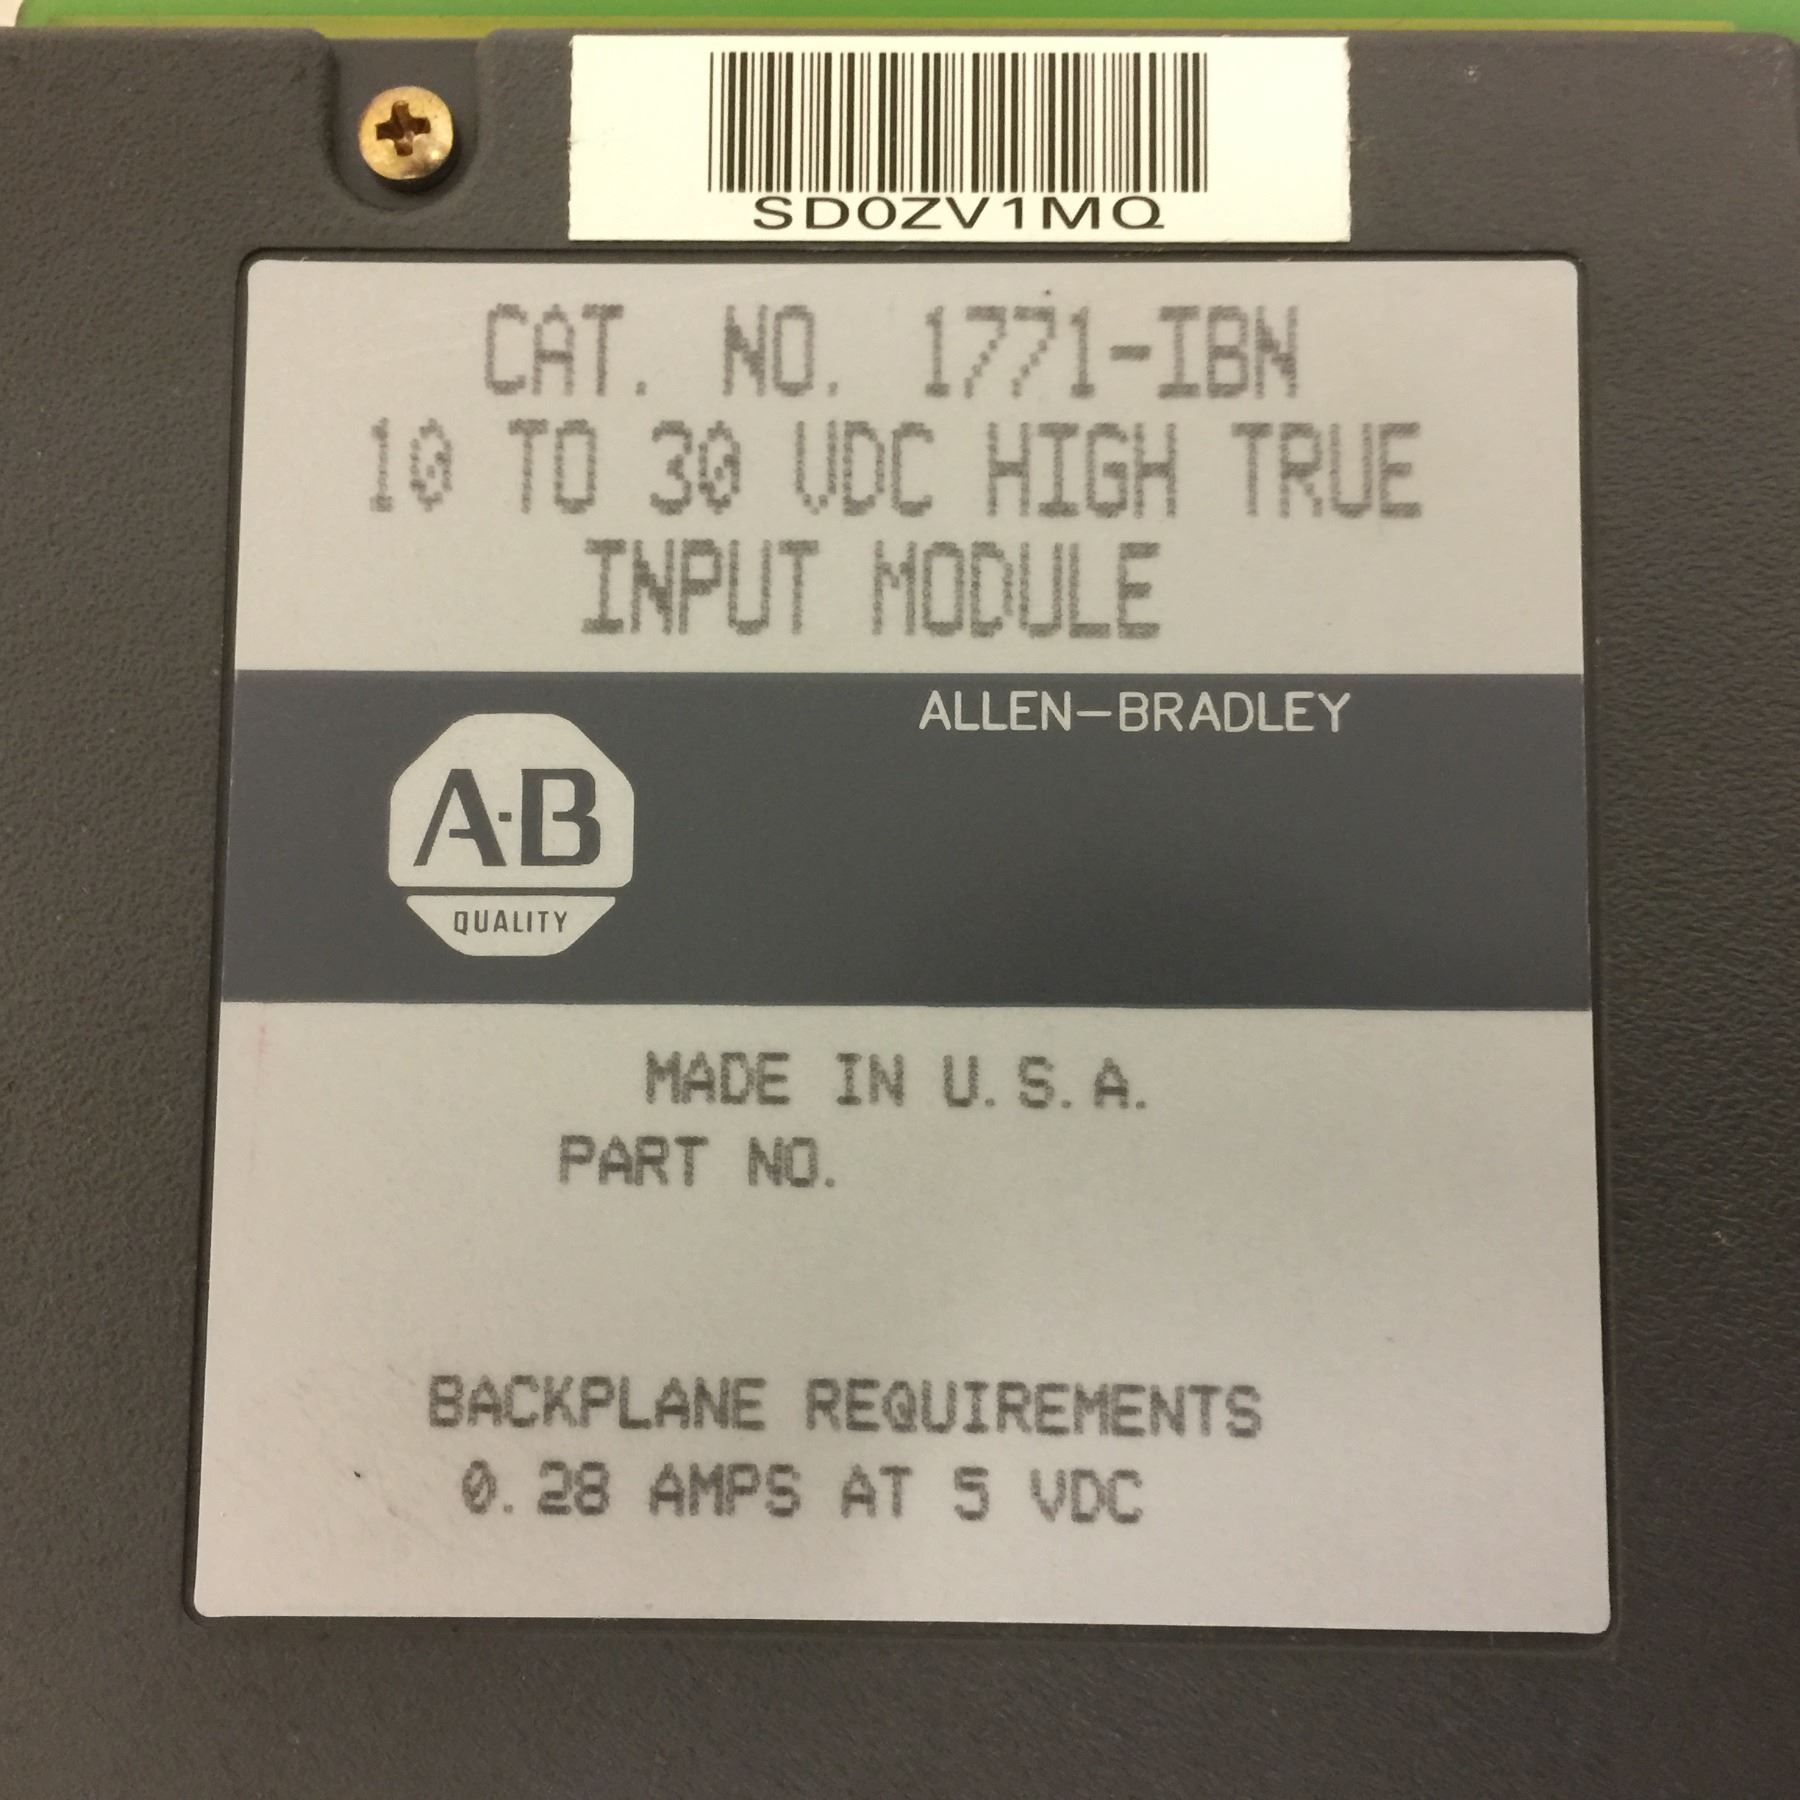 SD0ZV1MQ
CAT. NO. 1771-IBN
10 TO 30 VDC HIGH TRUE
INPUT MODULE
ALLEN-BRADLEY
A-B
QUALITY
MADE IN U.S.A.
PART NO.
BACKPLANE REQUIREMENTS
0.28 AMPS AT 5 VDC